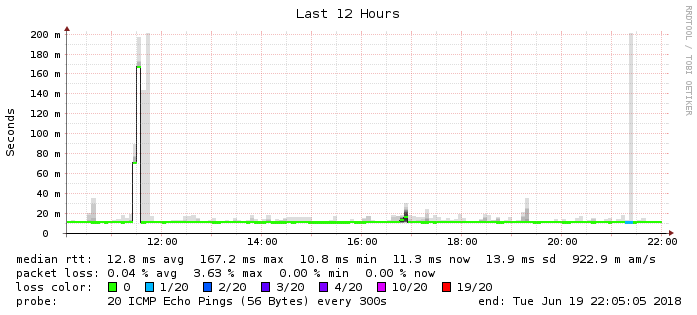 Last 12 Hours
RRDTOOL / TOBI OETIKER
Seconds
200 m
180 m
160 m
140 m
120 m
100 m
80 m
60 m
40 m
20 m
0
12:00 14:00 16:00 18:00 20:00 22:00
median rtt: 12.8 ms avg 167.2 ms max 10.8 ms min 11.3 ms now 13.9 ms sd 922.9 m am/s
packet loss: 0.04 % avg 3.63 % max 0.00 % min 0.00 % now
loss color: 0 1/20 2/20 3/20 4/20 10/20 19/20
probe: 20 ICMP Echo Pings (56 Bytes) every 300s end: Tue Jun 19 22:05:05 2018